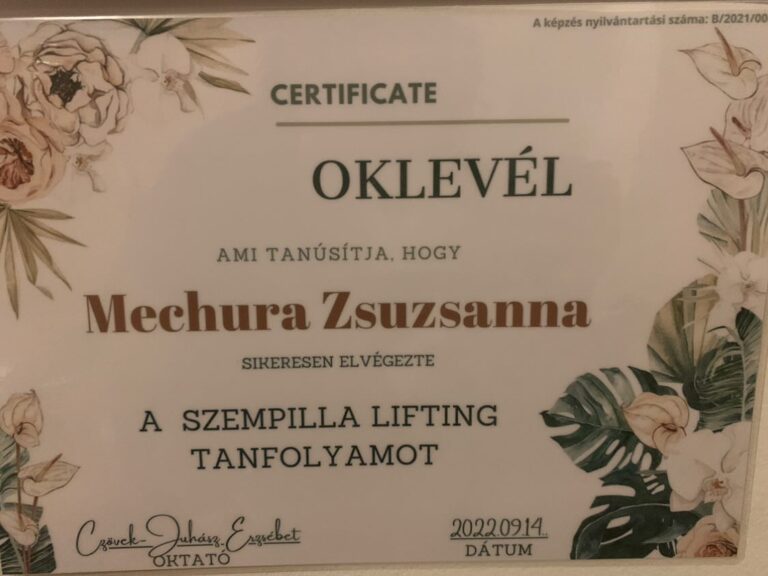 A képzés nyilvántartási száma: B/2021/00
CERTIFICATE
OKLEVÉL
AMI TANÚSÍTJA, HOGY
Mechura Zsuzsanna
SIKERESEN ELVÉGEZTE
A SZEMPILLA LIFTING
TANFOLYAMOT
Czövek-Juhász Erzsébet
OKTATÓ
2022.09.14.
DÁTUM